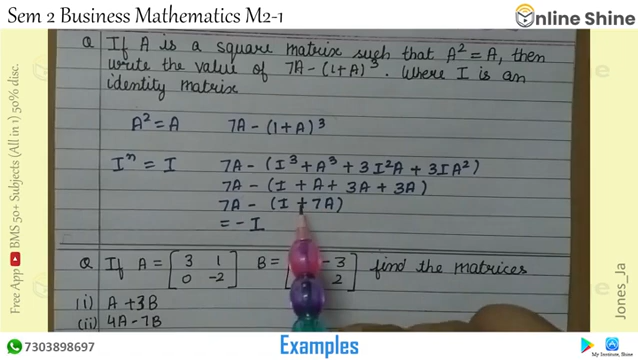 Sem 2 Business Mathematics M2-1
Online Shine
Q If A is a square matrix such that A² = A, then
write the value of 7A - (1+A)³. Where I is an
identity matrix
A² = A 7A - (1+A)³
Iⁿ = I 7A - (I³ + A³ + 3I²A + 3IA²)
7A - (I + A + 3A + 3A)
7A - (I + 7A)
= - I
Q If A = [3 1 B = [ - 3 find the matrices
0 -2] 2]
(i) A + 3B
(ii) 4A - 7B
Free App BMS 50+ Subjects (All in 1) 50% disc.
Jones_Ja
7303898697
Examples
My Investment, Shine